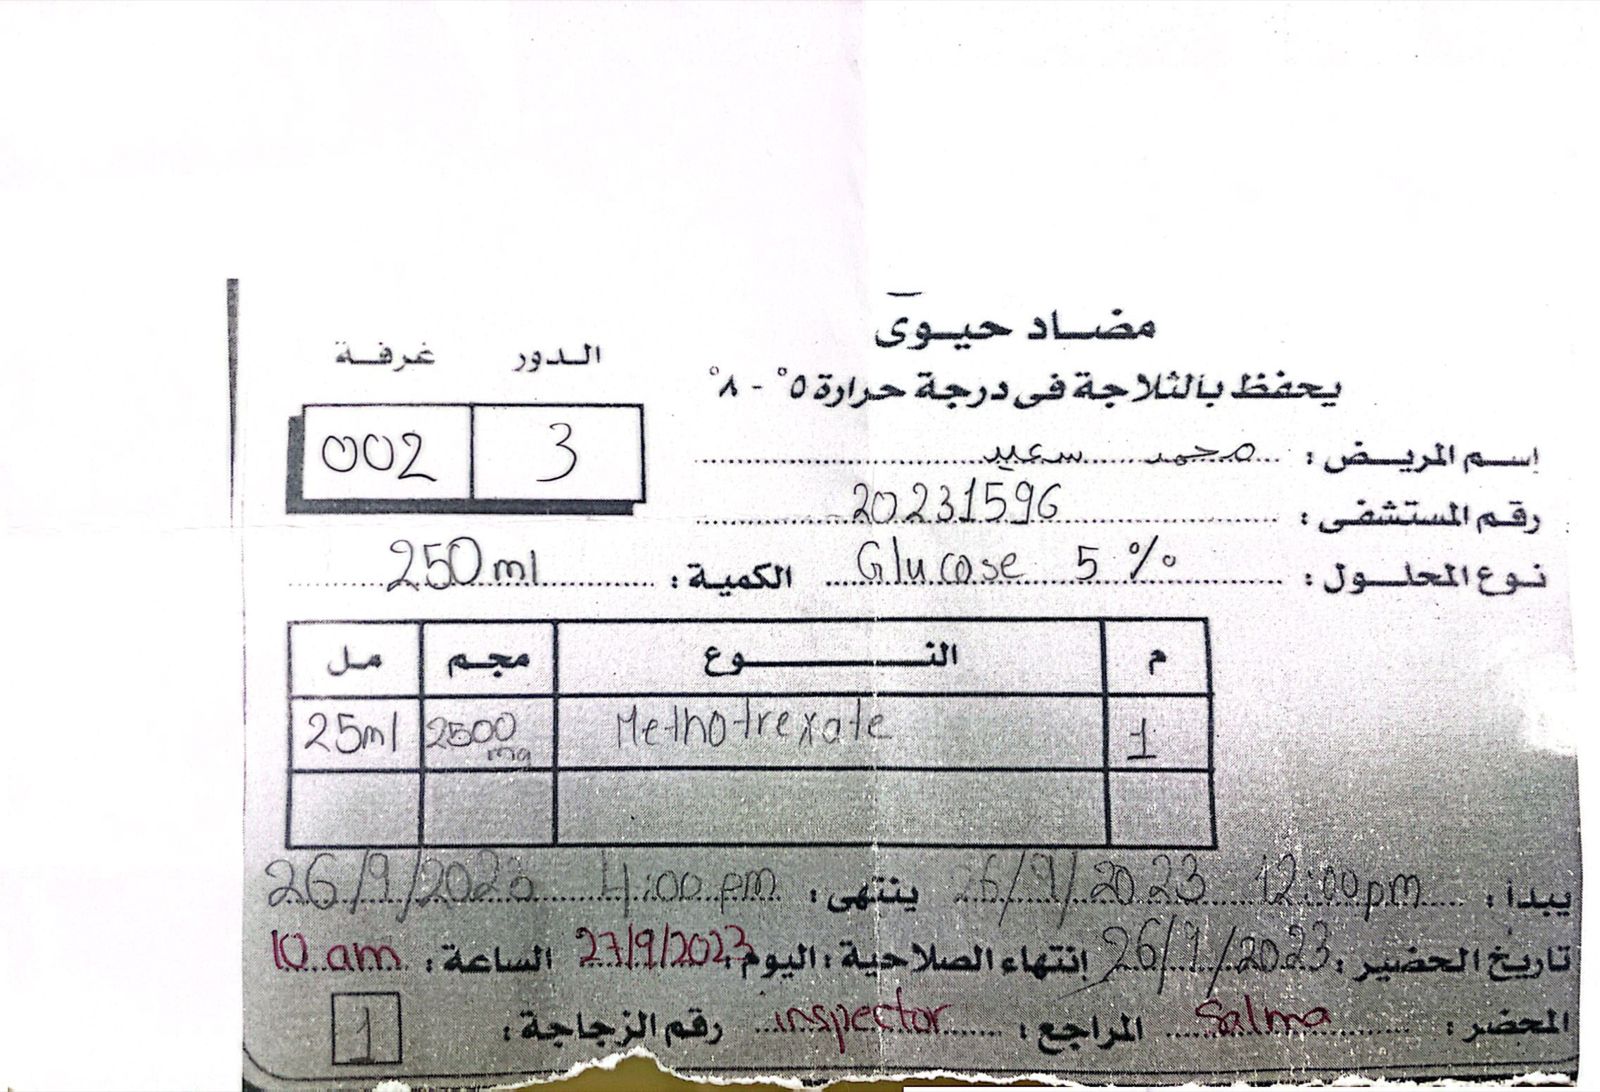 مضاد حيوى
يحفظ بالثلاجة فى درجة حرارة ٥° - ٨°
الدور غرفة
3 002
إسم المريض : محمد سعيد
رقم المستشفى : 20231596
نوع المحلول : Glucose 5 % الكمية : 250 ml
م النوع مجم مل
1 Methotrexate 2500 mg 25ml
يبدأ : 26/9/2023 12:00 pm ينتهى : 26/9/2023 4:00 pm
تاريخ الحضير : 26/9/2023 إنتهاء الصلاحية : اليوم : 27/9/2023 الساعة : 10 am
المحضر : Salma المراجع : inspector رقم الزجاجة : 1